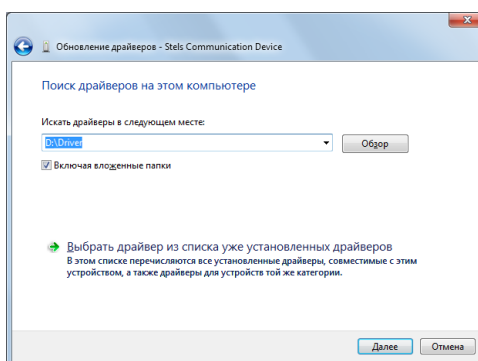 Обновление драйверов - Stels Communication Device
Поиск драйверов на этом компьютере
Искать драйверы в следующем месте:
D:\Driver
Обзор
Включая вложенные папки
Выбрать драйвер из списка уже установленных драйверов
В этом списке перечисляются все установленные драйверы, совместимые с этим
устройством, а также драйверы для устройств той же категории.
Далее
Отмена